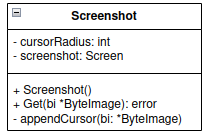 Screenshot
- cursorRadius: int
- screenshot: Screen
+ Screenshot()
+ Get(bi *ByteImage): error
- appendCursor(bi: *ByteImage)